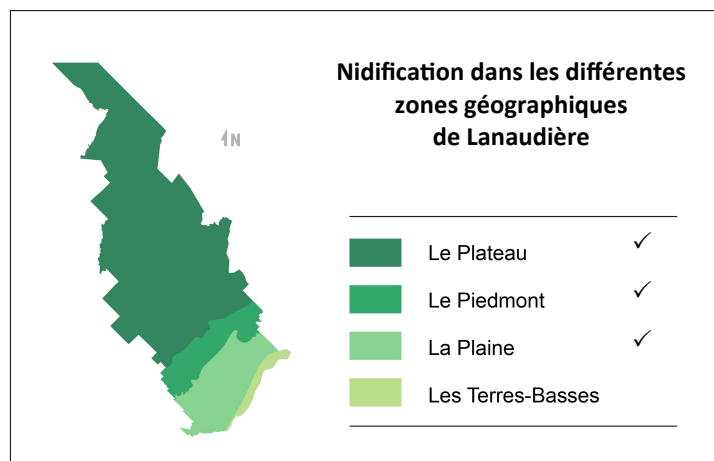 Nidification dans les différentes
zones géographiques
de Lanaudière
N
Le Plateau ✓
Le Piedmont ✓
La Plaine ✓
Les Terres-Basses